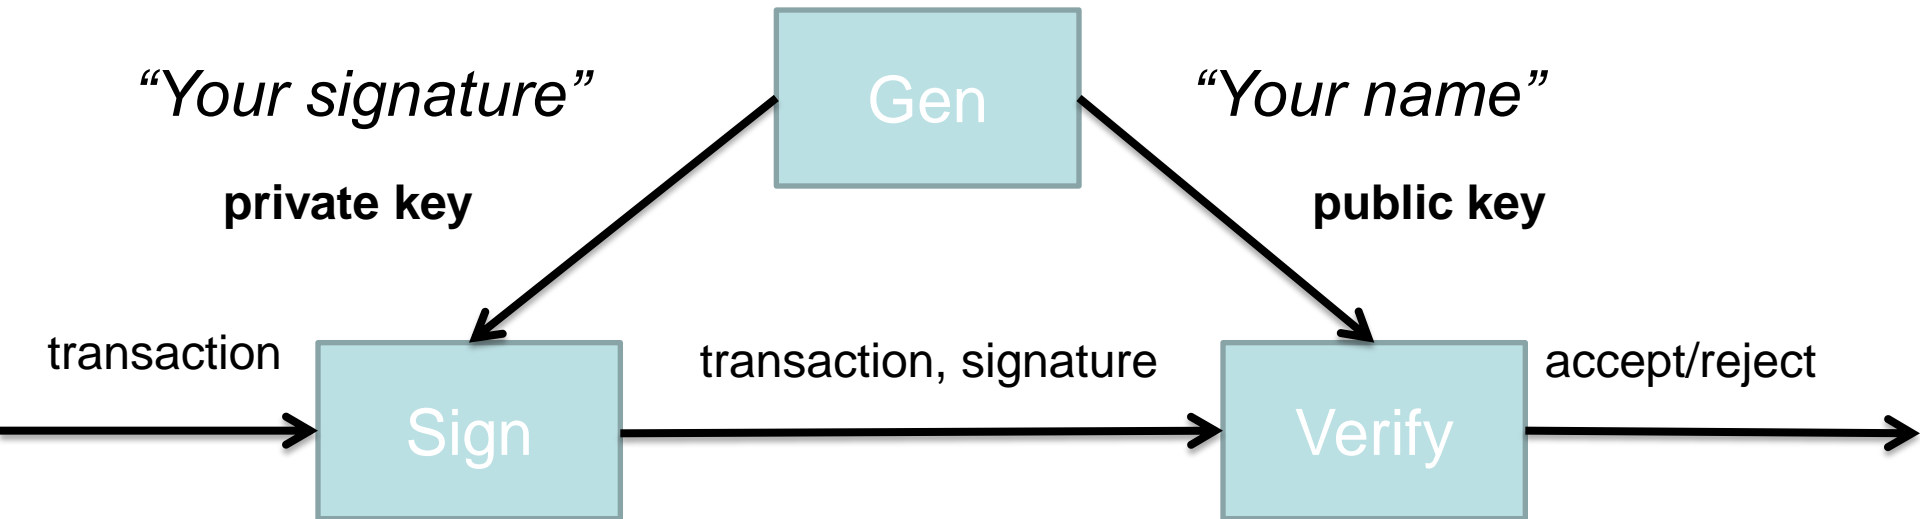 Gen
“Your signature”
“Your name”
private key
public key
transaction
transaction, signature
accept/reject
Sign
Verify